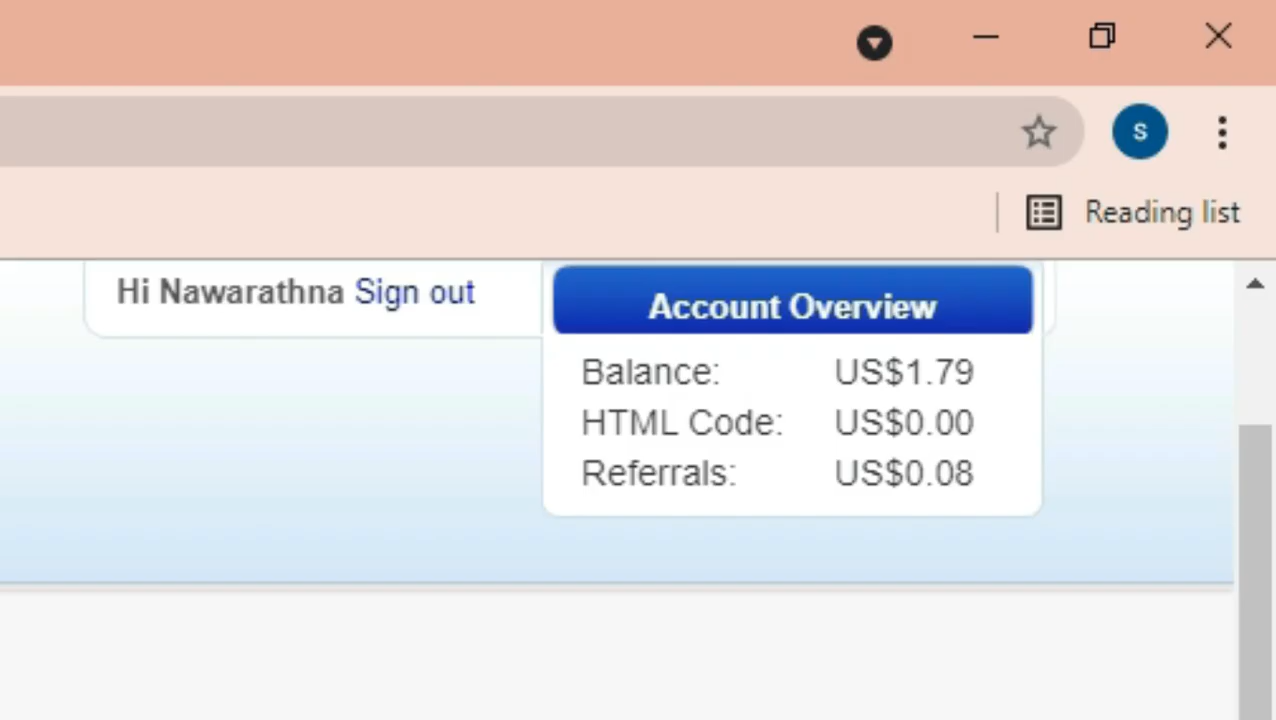 S
Reading list
Hi Nawarathna Sign out
Account Overview
Balance: US$1.79
HTML Code: US$0.00
Referrals: US$0.08